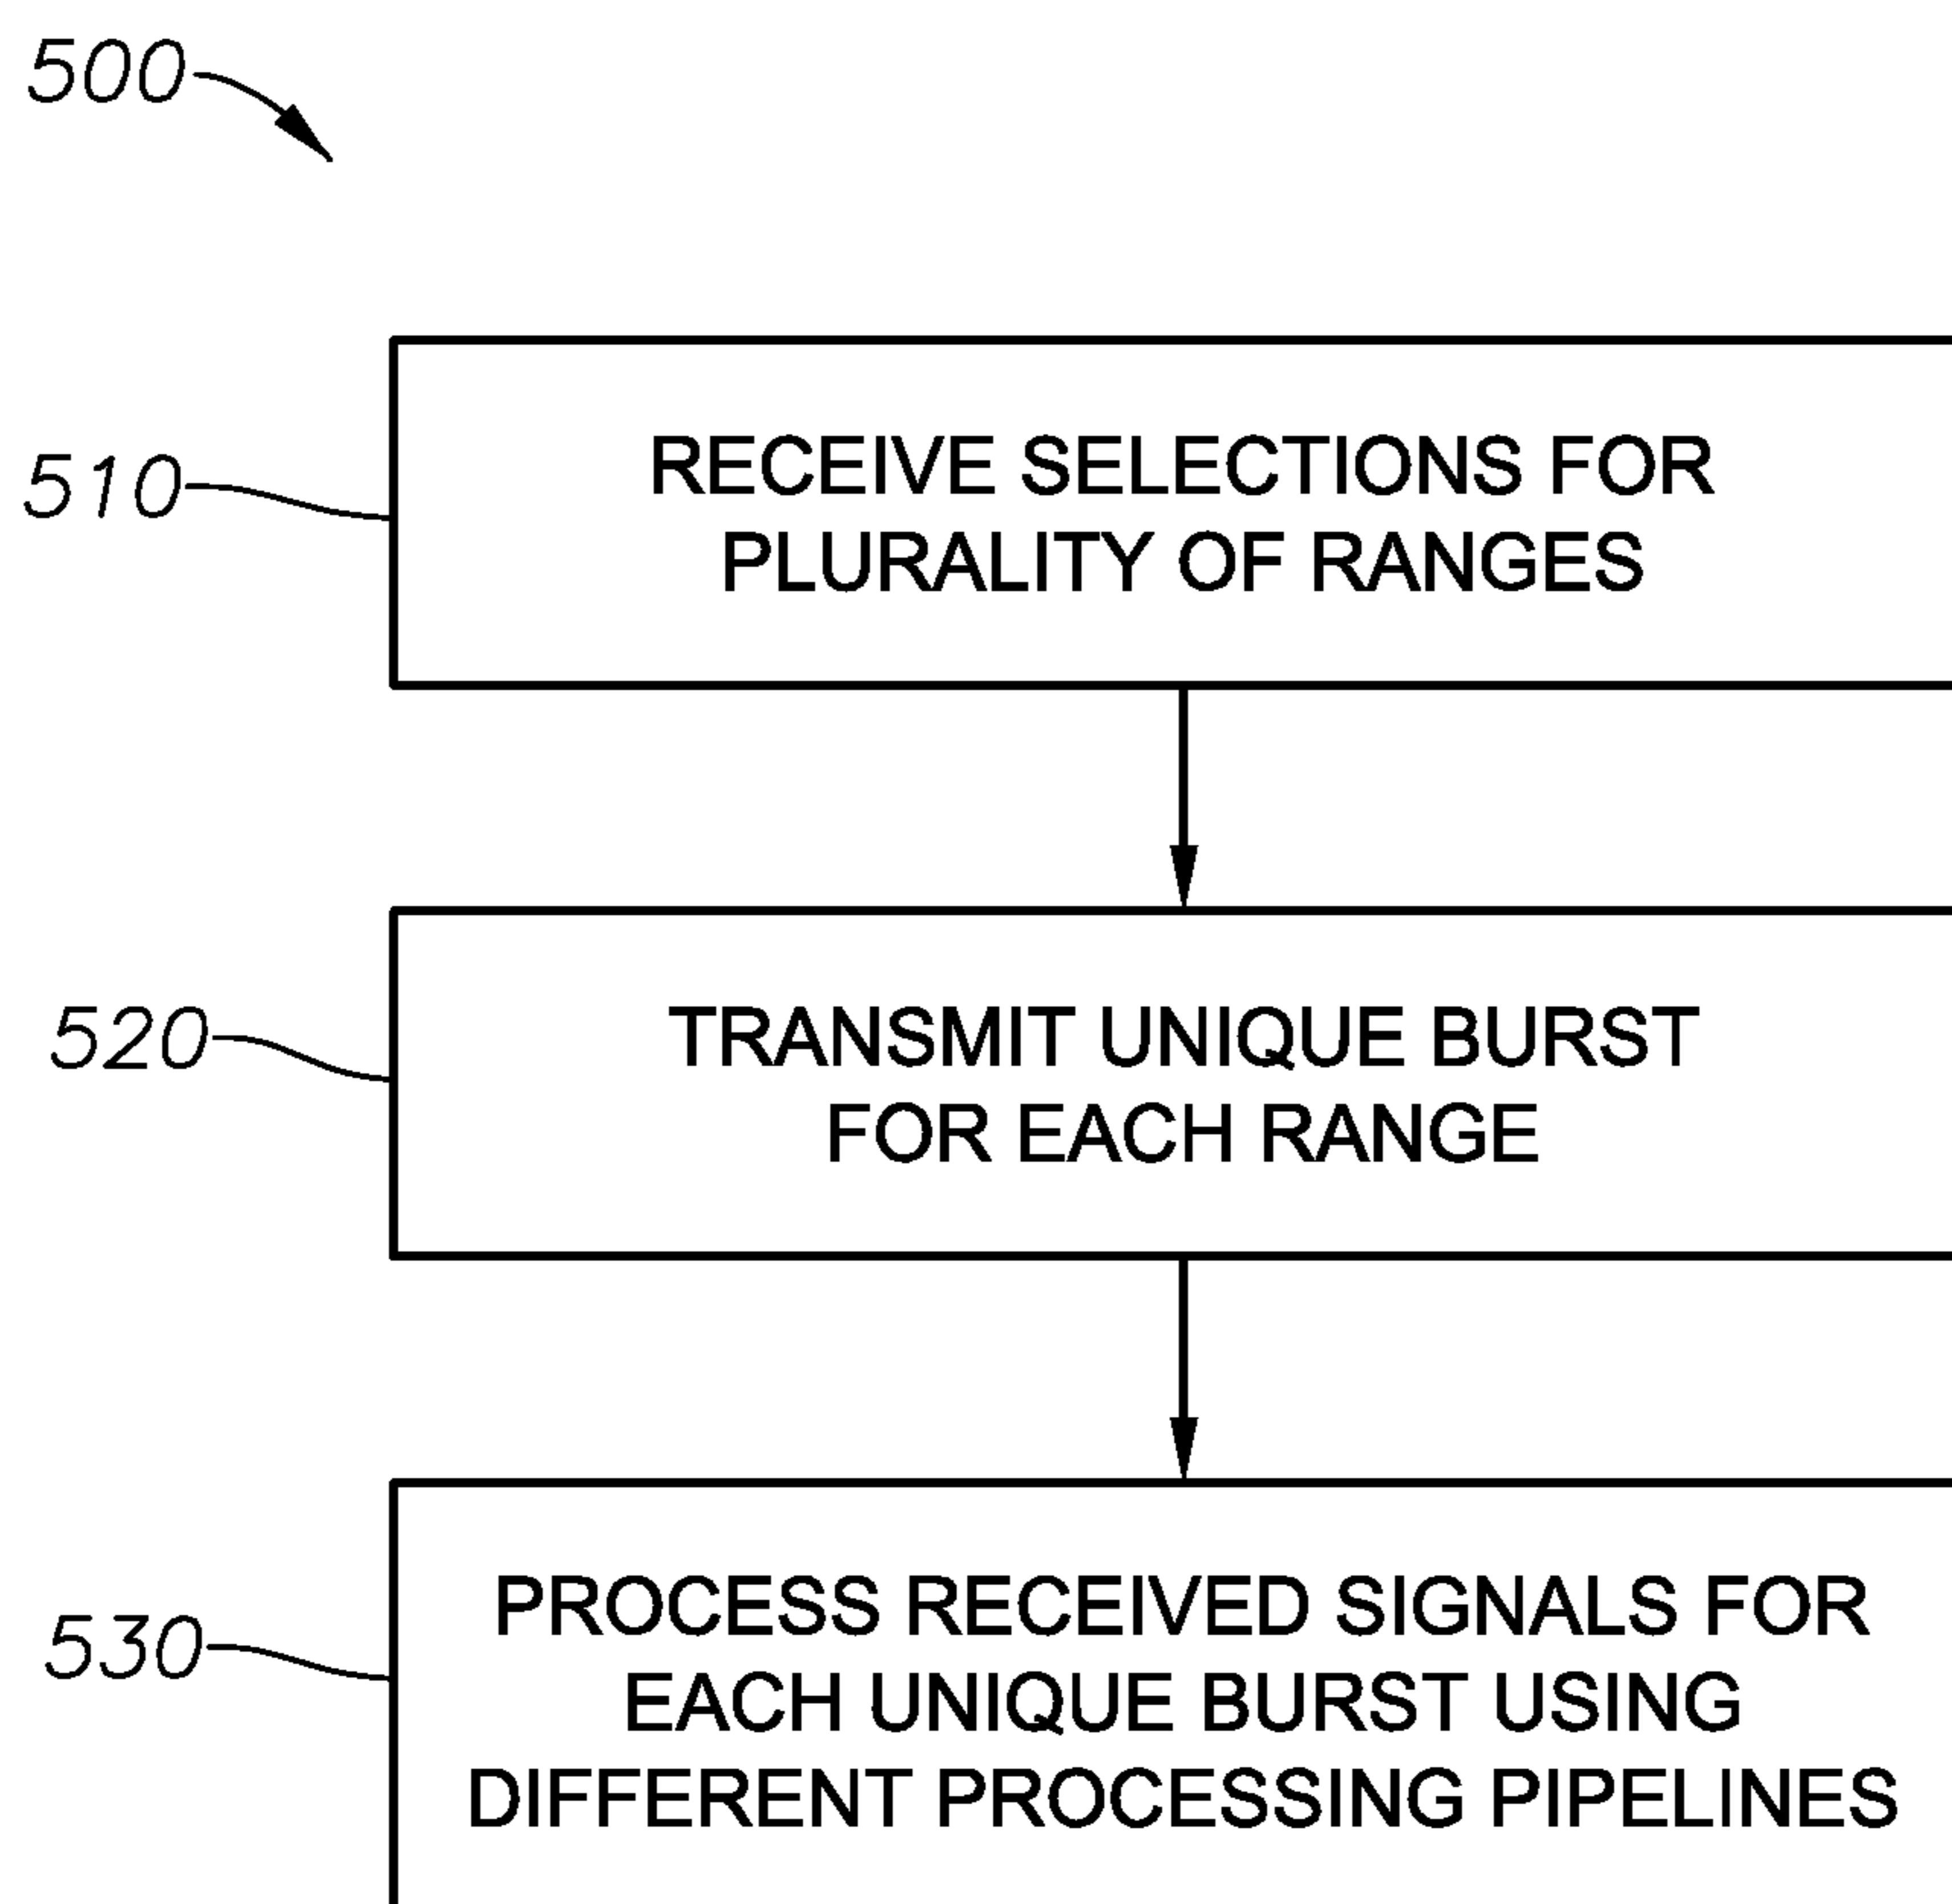 500
510
RECEIVE SELECTIONS FOR
PLURALITY OF RANGES
520
TRANSMIT UNIQUE BURST
FOR EACH RANGE
530
PROCESS RECEIVED SIGNALS FOR
EACH UNIQUE BURST USING
DIFFERENT PROCESSING PIPELINES